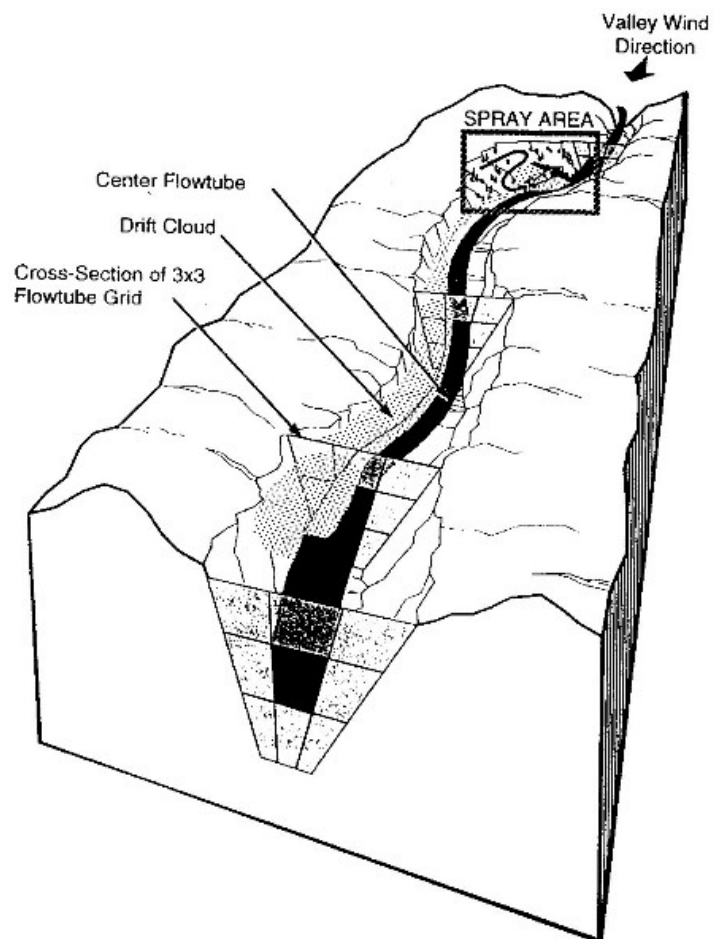 Valley Wind
Direction
SPRAY AREA
Center Flowtube
Drift Cloud
Cross-Section of 3x3
Flowtube Grid